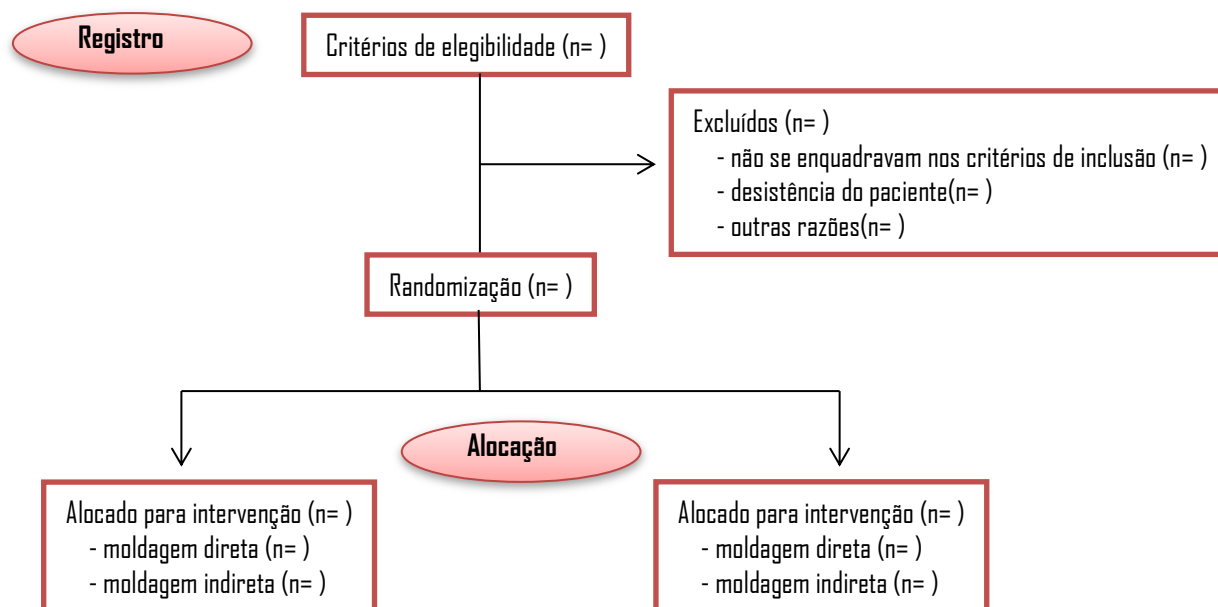 Registro
Critérios de elegibilidade (n= )
Excluídos (n= )
- não se enquadravam nos critérios de inclusão (n= )
- desistência do paciente(n= )
- outras razões(n= )
Randomização (n= )
Alocação
Alocado para intervenção (n= )
- moldagem direta (n= )
- moldagem indireta (n= )
Alocado para intervenção (n= )
- moldagem direta (n= )
- moldagem indireta (n= )